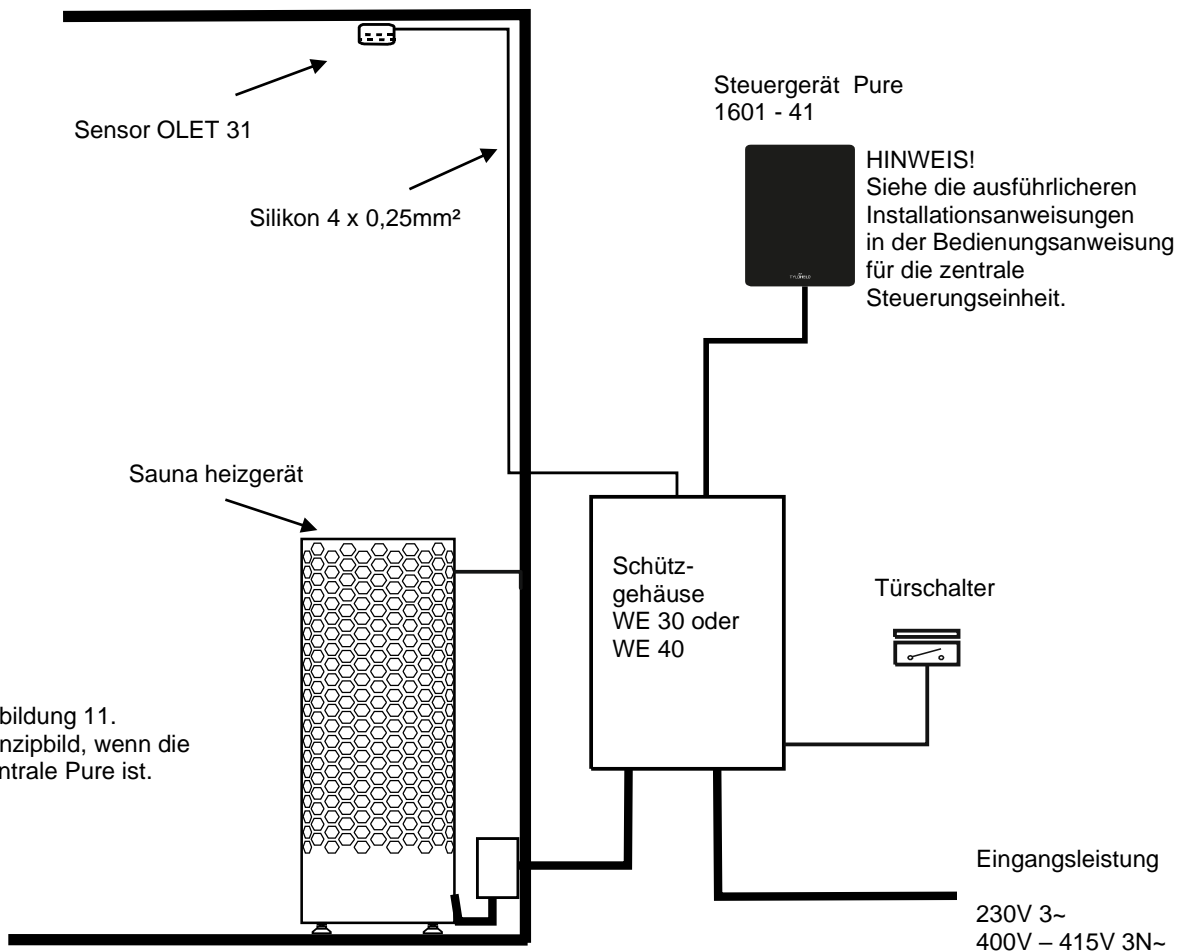 Sensor OLET 31
Silikon 4 x 0,25mm²
Steuergerät Pure
1601 - 41
HINWEIS!
Siehe die ausführlicheren
Installationsanweisungen
in der Bedienungsanweisung
für die zentrale
Steuerungseinheit.
Sauna heizgerät
Schütz-
gehäuse
WE 30 oder
WE 40
Türschalter
bildung 11.
nzipbild, wenn die
ntrale Pure ist.
Eingangsleistung
230V 3~
400V – 415V 3N~